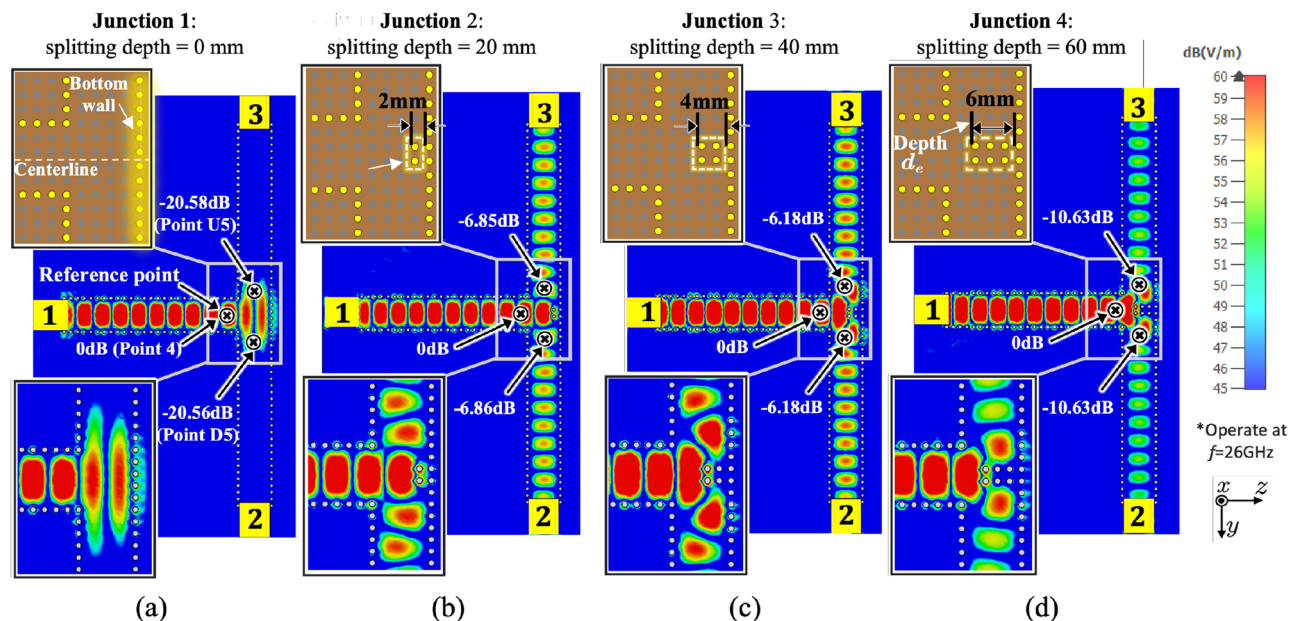 Junction 1:
splitting depth = 0 mm
Junction 2:
splitting depth = 20 mm
Junction 3:
splitting depth = 40 mm
Junction 4:
splitting depth = 60 mm
Bottom
wall
Centerline
3
-20.58dB
(Point U5)
Reference point
1
0dB (Point 4)
-20.56dB
(Point D5)
2
(a)
2mm
3
-6.85dB
1
0dB
-6.86dB
2
(b)
4mm
3
-6.18dB
1
0dB
-6.18dB
2
(c)
6mm
Depth
de
3
-10.63dB
1
0dB
-10.63dB
2
(d)
dB(V/m)
60
59
58
57
56
55
54
53
52
51
50
49
48
47
46
45
*Operate at
f=26GHz
x
z
y